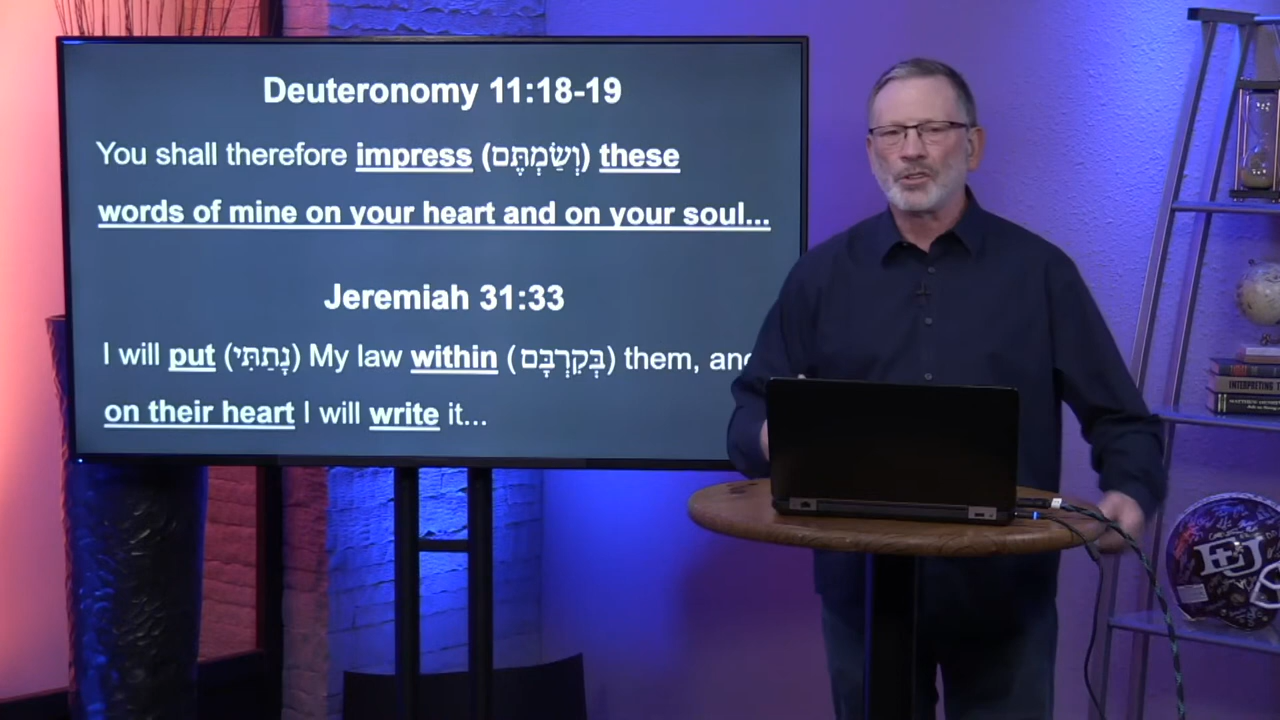 Deuteronomy 11:18-19
You shall therefore impress (וְשַׂמְתֶּם) these
words of mine on your heart and on your soul...
Jeremiah 31:33
I will put (נָתַתִּי) My law within (בְּקִרְבָּם) them, and
on their heart I will write it...
INTERPRETING T